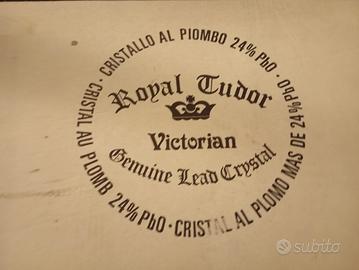 CRISTALLO AL PIOMBO 24% PbO · CRISTAL AL PLOMO MAS DE 24% PbO · CRISTAL AU PLOMB 24% PbO ·
Royal Tudor
Victorian
Genuine Lead Crystal
subito